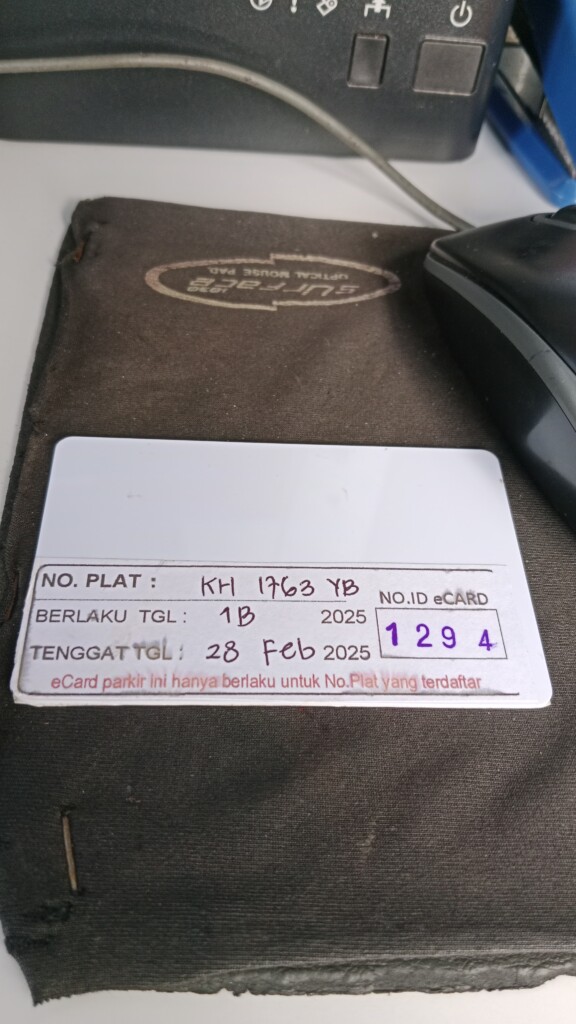 surface
OPTICAL MOUSE PAD
NO. PLAT : KH 1763 YB
BERLAKU TGL : 1B 2025
TENGGAT TGL : 28 Feb 2025
NO.ID eCARD
1294
eCard parkir ini hanya berlaku untuk No.Plat yang terdaftar